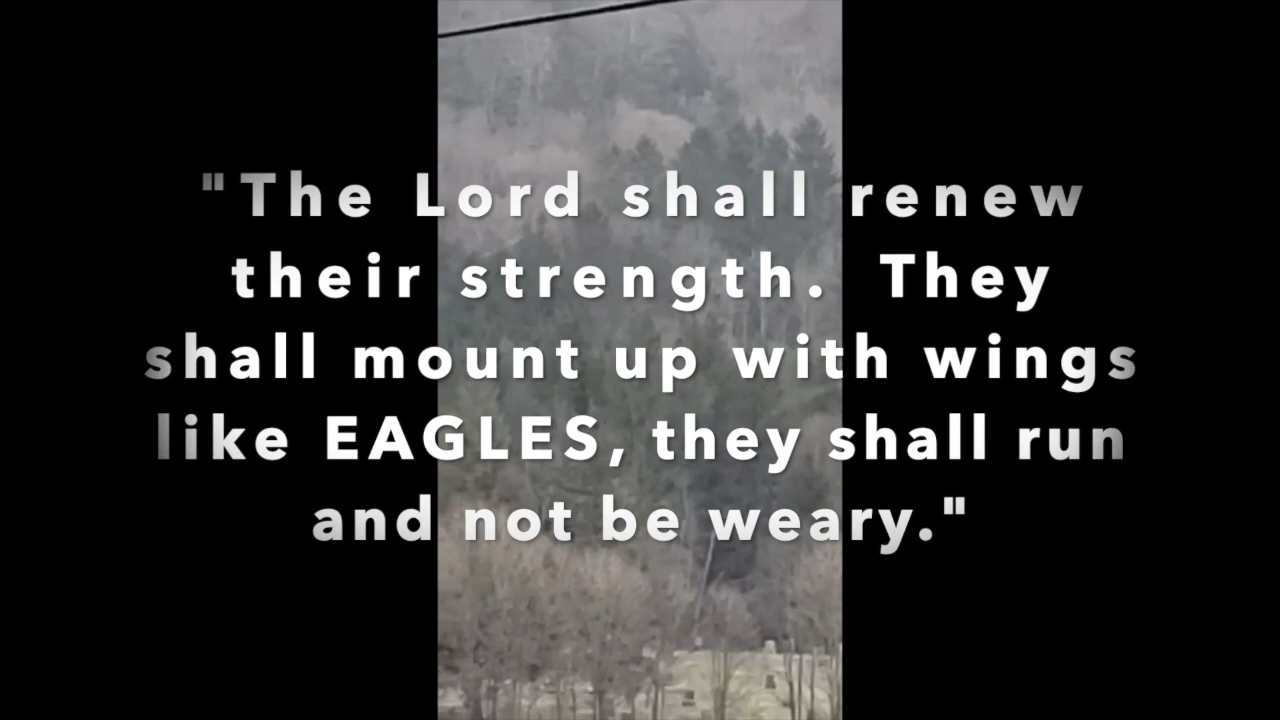 "The Lord shall renew
their strength.  They
shall mount up with wings
like EAGLES, they shall run
and not be weary."